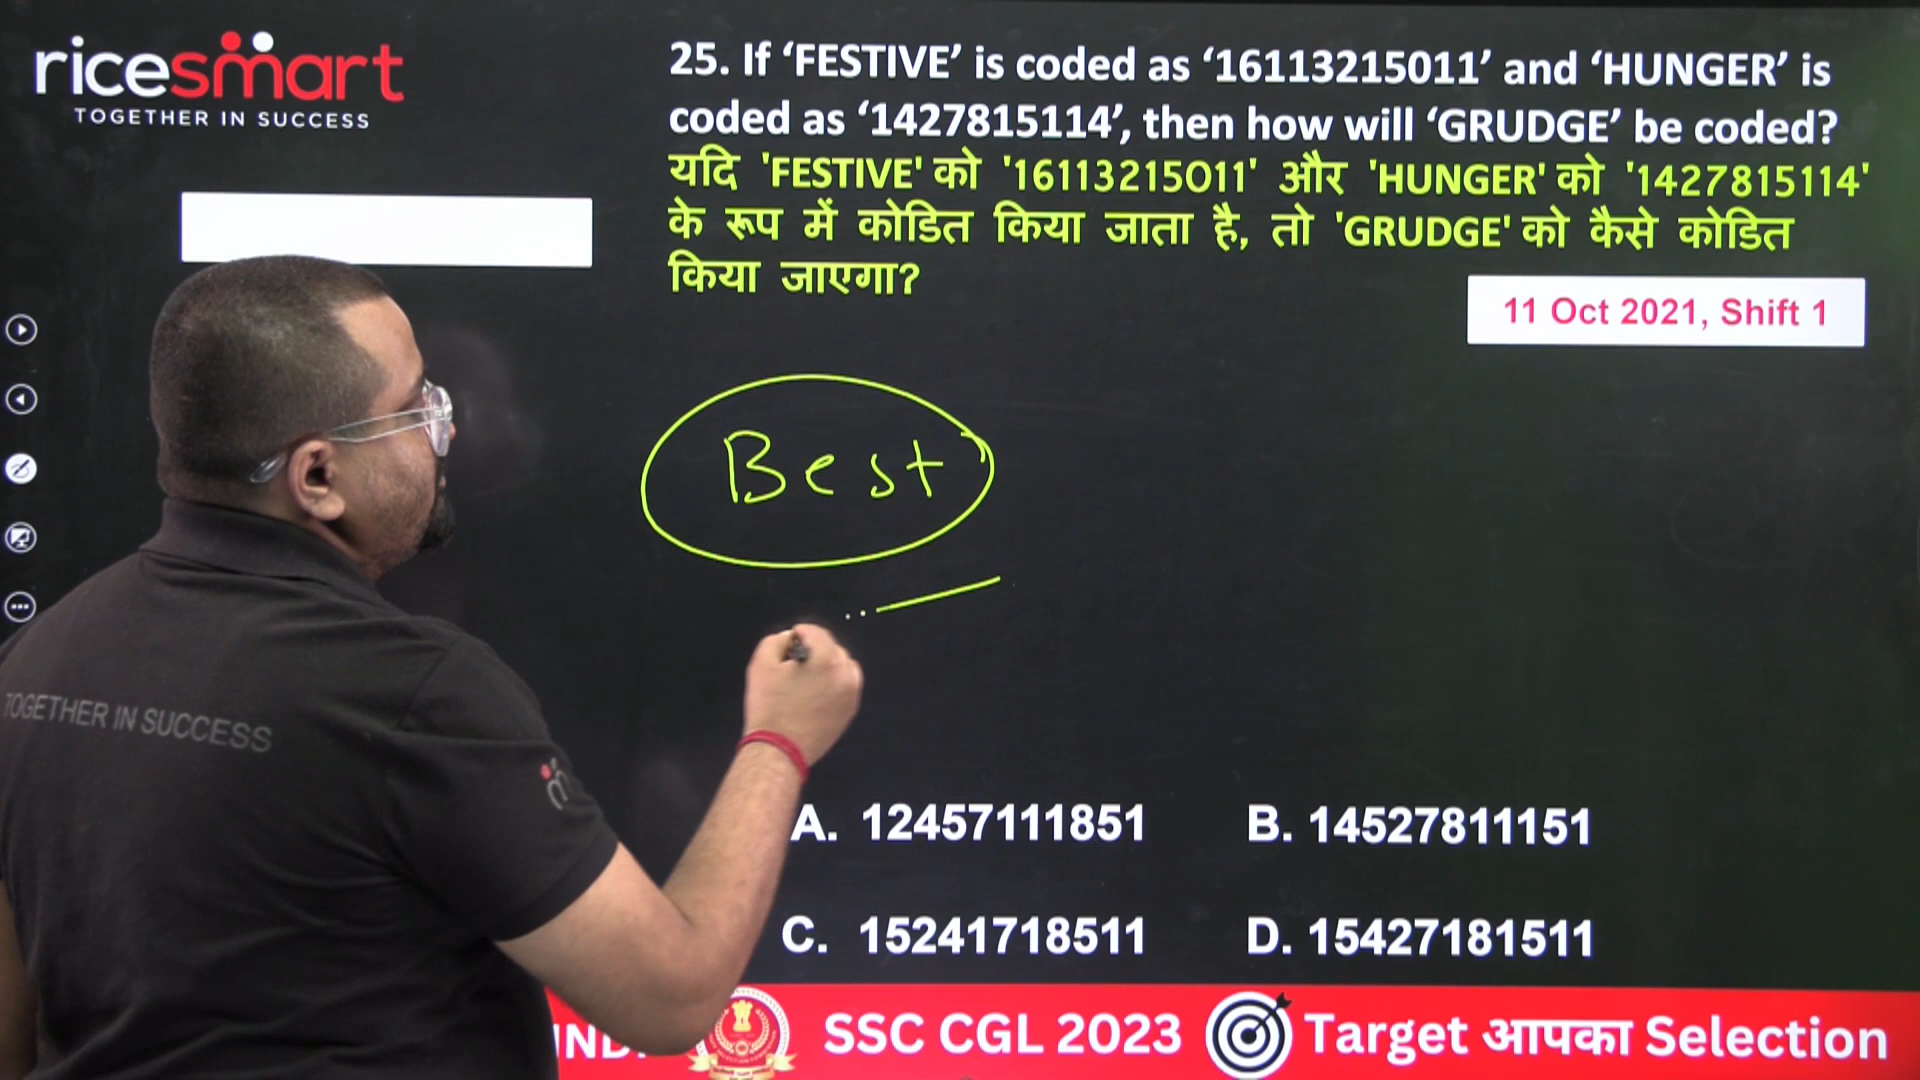 ricesmart
TOGETHER IN SUCCESS
25. If ‘FESTIVE’ is coded as ‘16113215011’ and ‘HUNGER’ is
coded as ‘1427815114’, then how will ‘GRUDGE’ be coded?
यदि 'FESTIVE' को '16113215011' और 'HUNGER' को '1427815114'
के रूप में कोडित किया जाता है, तो 'GRUDGE' को कैसे कोडित
किया जाएगा?
11 Oct 2021, Shift 1
Best
TOGETHER IN SUCCESS
A. 12457111851
B. 14527811151
C. 15241718511
D. 15427181511
SSC CGL 2023
Target आपका Selection